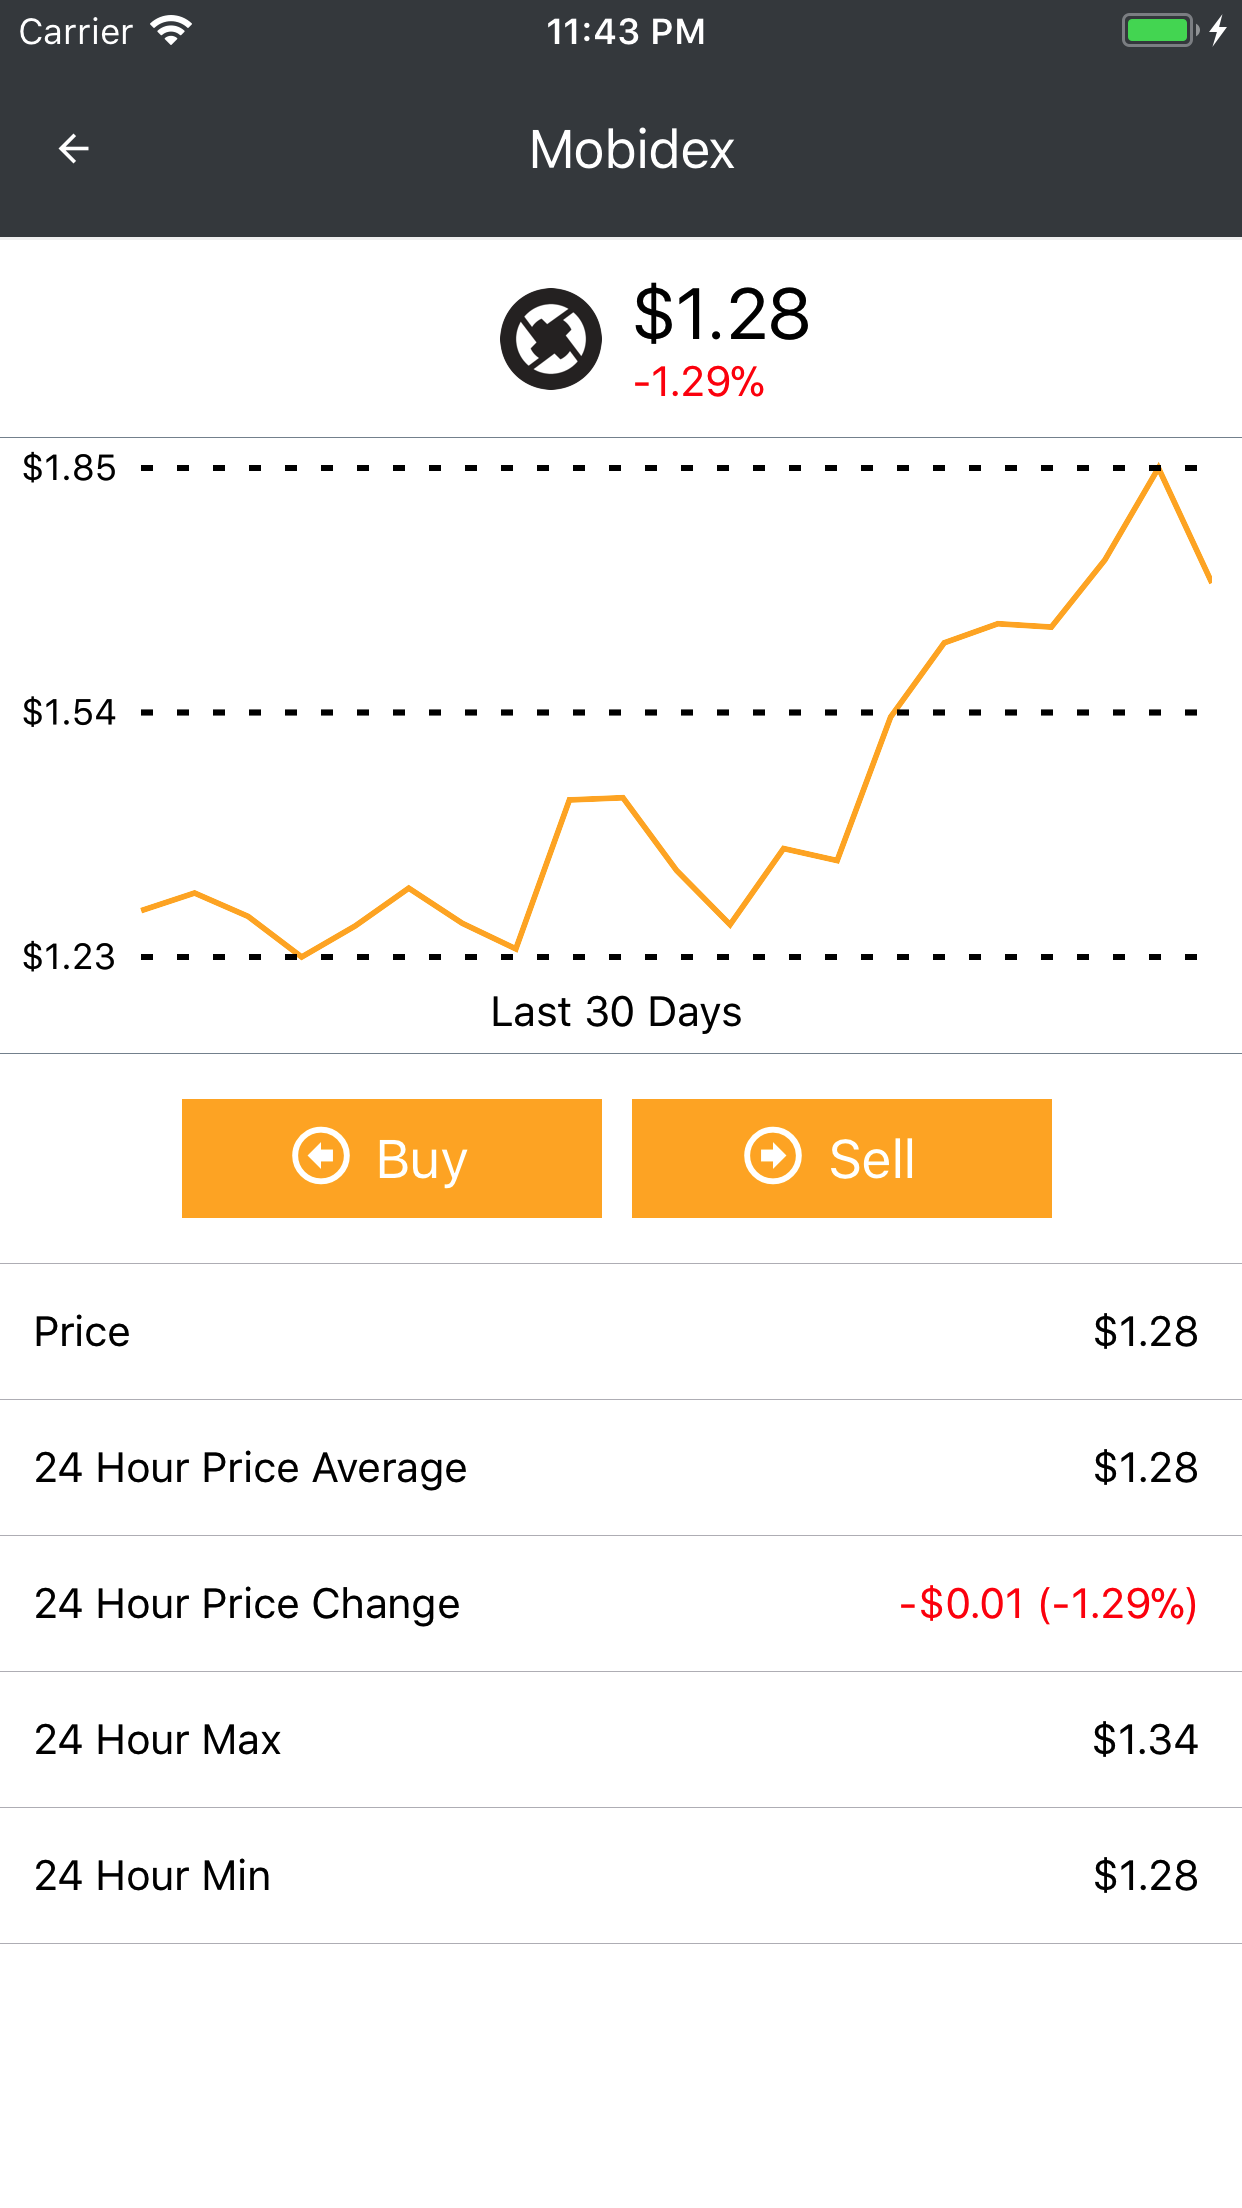 Carrier 11:43 PM
Mobidex
$1.28
-1.29%
$1.85
$1.54
$1.23
Last 30 Days
Buy Sell
Price $1.28
24 Hour Price Average $1.28
24 Hour Price Change -$0.01 (-1.29%)
24 Hour Max $1.34
24 Hour Min $1.28